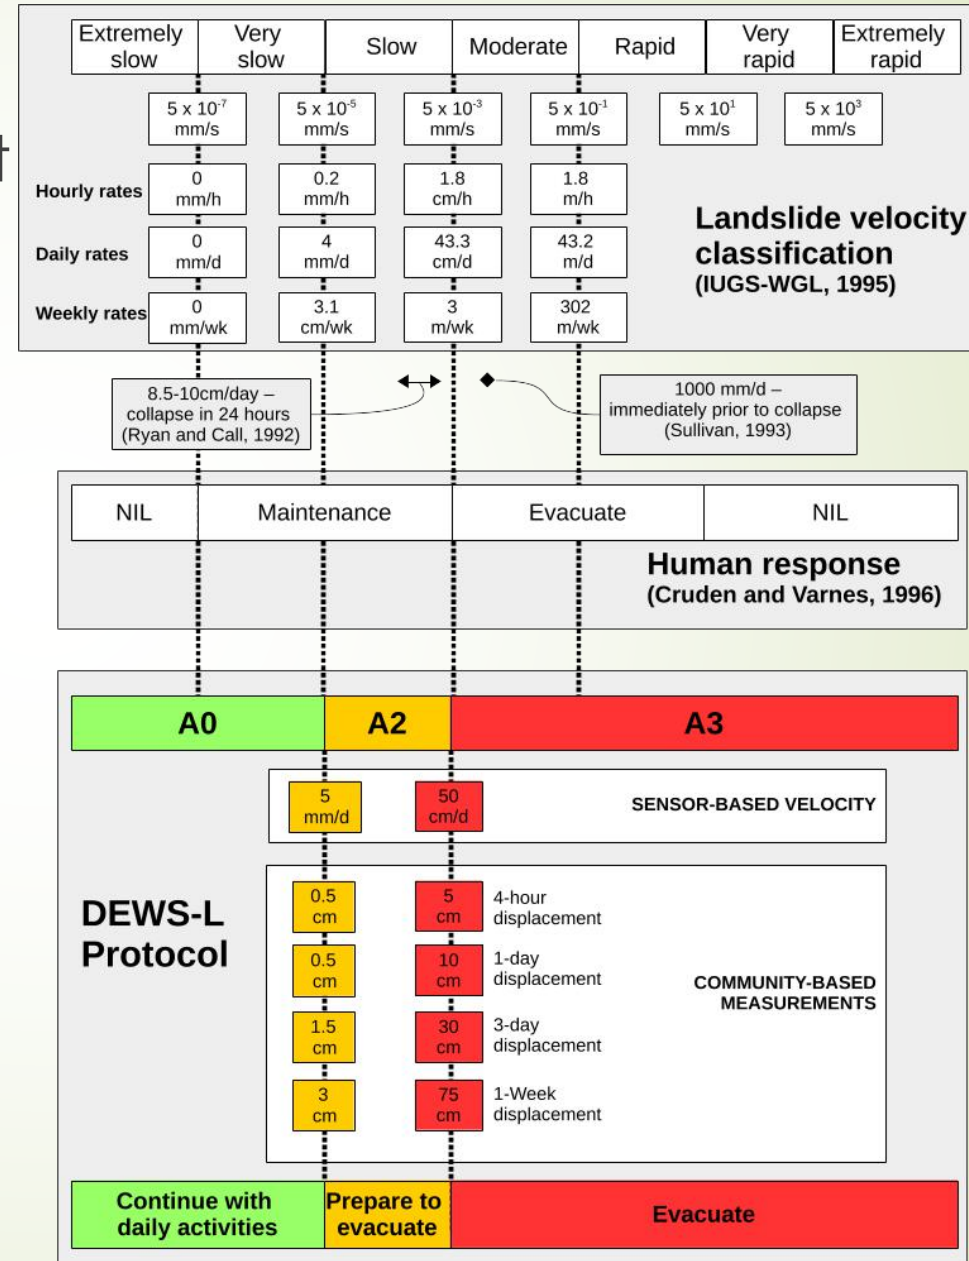 Extremely
slow
Very
slow
Slow
Moderate
Rapid
Very
rapid
Extremely
rapid
5 x 10⁻⁷
mm/s
5 x 10⁻⁵
mm/s
5 x 10⁻³
mm/s
5 x 10⁻¹
mm/s
5 x 10¹
mm/s
5 x 10³
mm/s
Hourly rates
0
mm/h
0.2
mm/h
1.8
cm/h
1.8
m/h
Daily rates
0
mm/d
4
mm/d
43.3
cm/d
43.2
m/d
Weekly rates
0
mm/wk
3.1
cm/wk
3
m/wk
302
m/wk
Landslide velocity
classification
(IUGS-WGL, 1995)
8.5-10cm/day –
collapse in 24 hours
(Ryan and Call, 1992)
1000 mm/d –
immediately prior to collapse
(Sullivan, 1993)
NIL
Maintenance
Evacuate
NIL
Human response
(Cruden and Varnes, 1996)
A0
A2
A3
5
mm/d
50
cm/d
SENSOR-BASED VELOCITY
DEWS-L
Protocol
0.5
cm
5
cm
4-hour
displacement
0.5
cm
10
cm
1-day
displacement
1.5
cm
30
cm
3-day
displacement
3
cm
75
cm
1-Week
displacement
COMMUNITY-BASED
MEASUREMENTS
Continue with
daily activities
Prepare to
evacuate
Evacuate